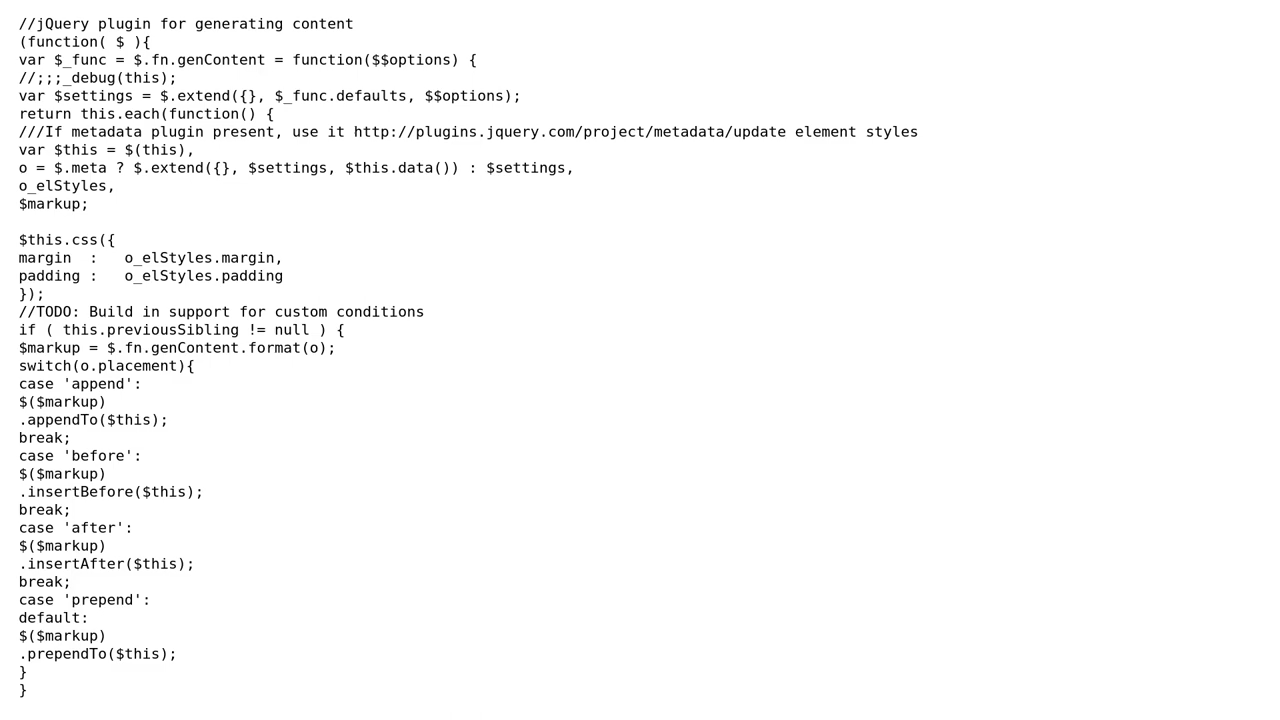 //jQuery plugin for generating content
(function( $ ){
var $_func = $.fn.genContent = function($$options) {
//;;;_debug(this);
var $settings = $.extend({}, $_func.defaults, $$options);
return this.each(function() {
///If metadata plugin present, use it http://plugins.jquery.com/project/metadata/update element styles
var $this = $(this),
o = $.meta ? $.extend({}, $settings, $this.data()) : $settings,
o_elStyles,
$markup;

$this.css({
margin  :   o_elStyles.margin,
padding :   o_elStyles.padding
});
//TODO: Build in support for custom conditions
if ( this.previousSibling != null ) {
$markup = $.fn.genContent.format(o);
switch(o.placement){
case 'append':
$($markup)
.appendTo($this);
break;
case 'before':
$($markup)
.insertBefore($this);
break;
case 'after':
$($markup)
.insertAfter($this);
break;
case 'prepend':
default:
$($markup)
.prependTo($this);
}
}